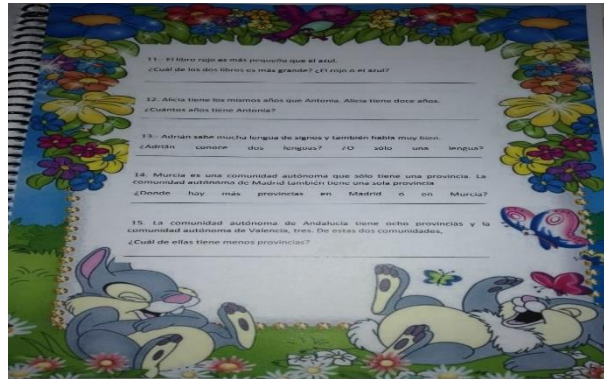 11.- El libro rojo es más pequeño que el azul.
¿Cuál de los dos libros es más grande? ¿El rojo o el azul?
12. Alicia tiene los mismos años que Antonia. Alicia tiene doce años.
¿Cuántos años tiene Antonia?
13.- Adrián sabe mucha lengua de signos y también habla muy bien.
¿Adrián conoce dos lenguas? ¿O sólo una lengua?
14. Murcia es una comunidad autónoma que sólo tiene una provincia. La
comunidad autónoma de Madrid también tiene una sola provincia
¿Donde hay más provincias en Madrid o en Murcia?
15. La comunidad autónoma de Andalucía tiene ocho provincias y la
comunidad autónoma de Valencia, tres. De estas dos comunidades,
¿Cuál de ellas tiene menos provincias?